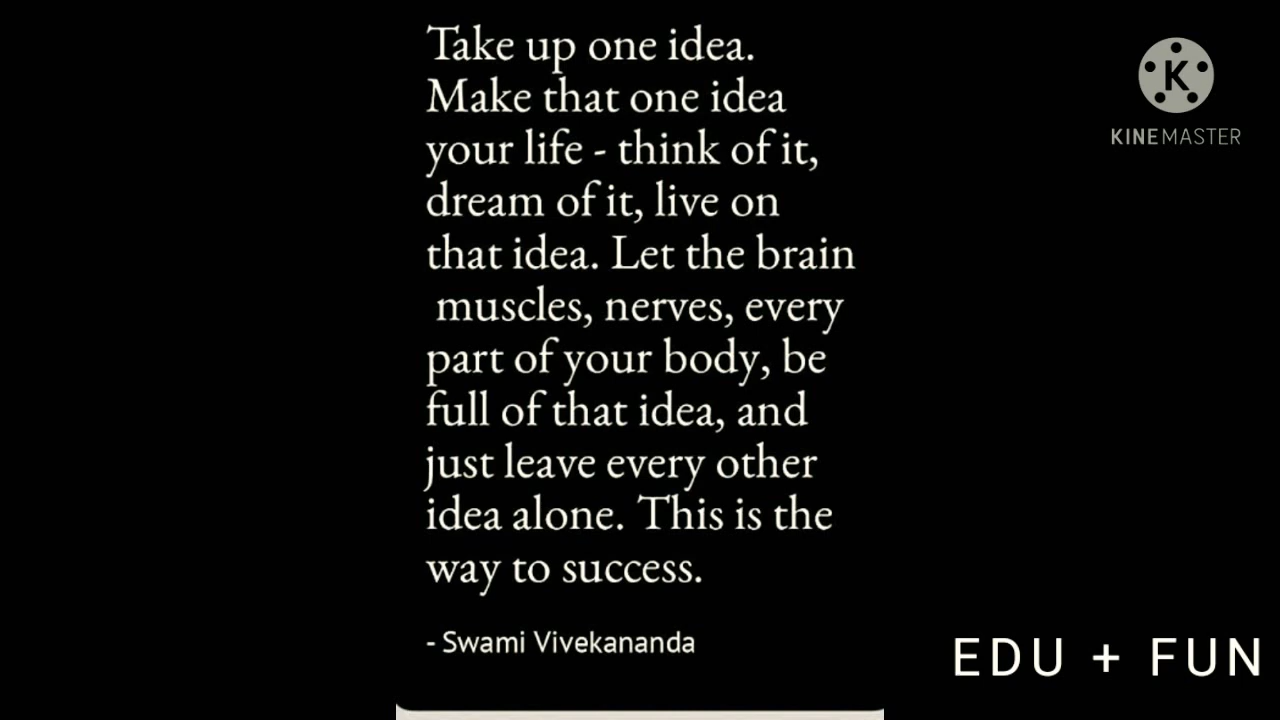 Take up one idea.
Make that one idea
your life - think of it,
dream of it, live on
that idea. Let the brain
muscles, nerves, every
part of your body, be
full of that idea, and
just leave every other
idea alone. This is the
way to success.
- Swami Vivekananda
K
KINEMASTER
EDU + FUN